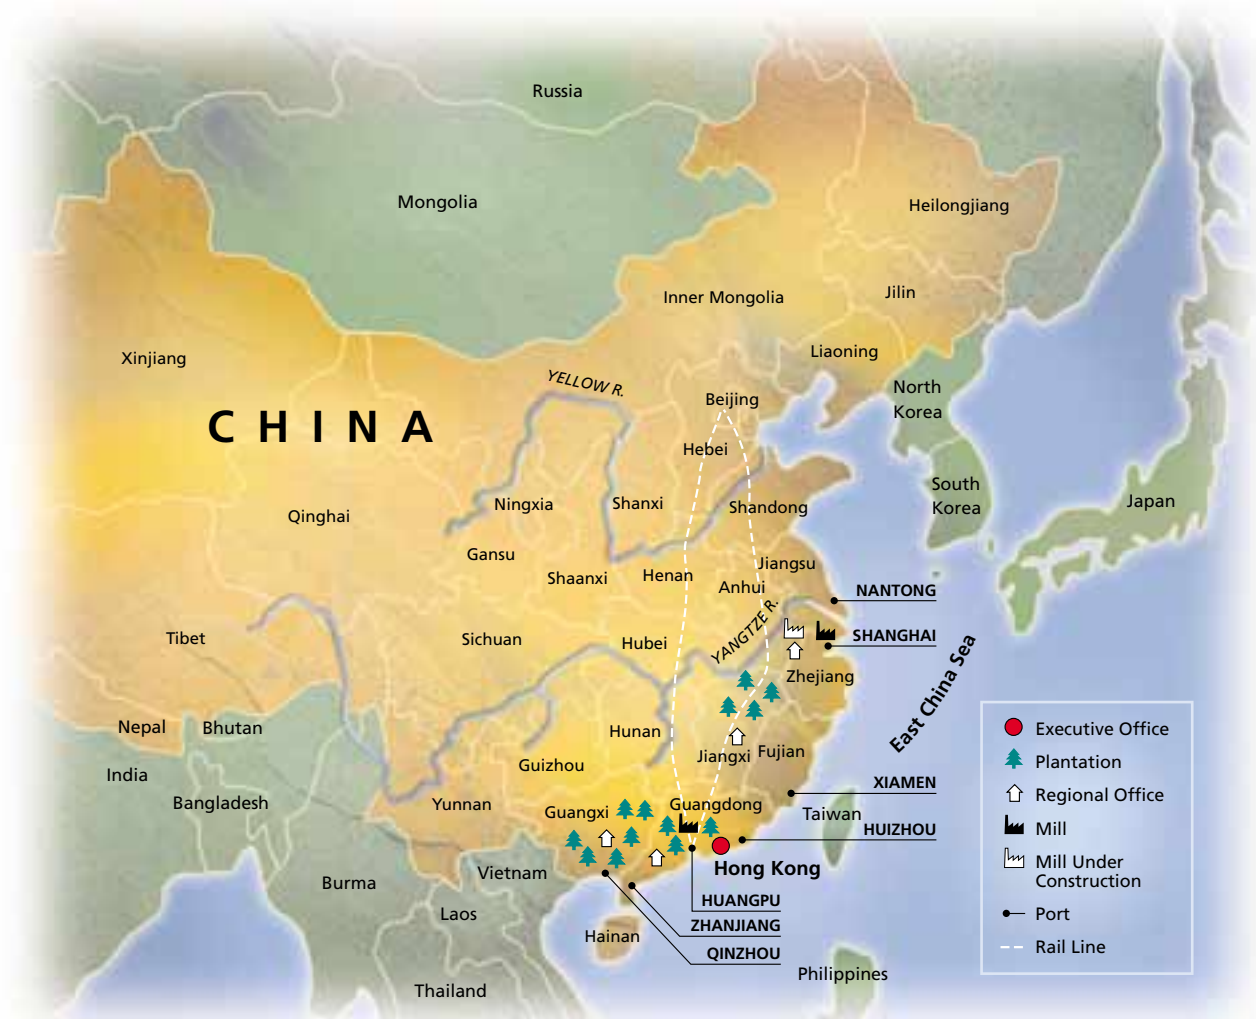 Russia
Mongolia
Heilongjiang
Inner Mongolia
Jilin
Xinjiang
Liaoning
YELLOW R.
North
Korea
Beijing
CHINA
Hebei
Ningxia
Shanxi
Shandong
South
Korea
Japan
Qinghai
Gansu
Jiangsu
Shaanxi
Henan
Anhui
NANTONG
YANGTZE R.
Tibet
Sichuan
Hubei
SHANGHAI
Zhejiang
East China Sea
Nepal
Bhutan
Hunan
Jiangxi
Fujian
India
Guizhou
XIAMEN
Bangladesh
Yunnan
Guangxi
Guangdong
Taiwan
HUIZHOU
Hong Kong
Vietnam
Burma
HUANGPU
Laos
ZHANJIANG
Hainan
QINZHOU
Philippines
Thailand
Executive Office
Plantation
Regional Office
Mill
Mill Under
Construction
Port
Rail Line